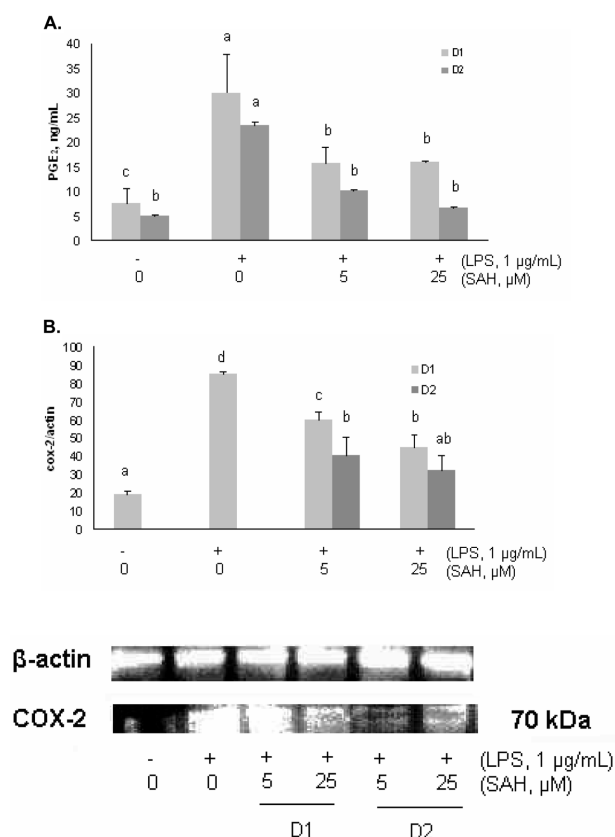 A.
a
D1
D2
a
b
b
c
b
b
b
40
35
30
25
20
15
10
5
0
PGE₂, ng/mL
- + + + (LPS, 1 µg/mL)
0 0 5 25 (SAH, µM)
B.
100
90
80
70
60
50
40
30
20
10
0
cox-2/actin
D1
D2
d
c
b
b
ab
a
- + + + (LPS, 1 µg/mL)
0 0 5 25 (SAH, µM)
β-actin
COX-2 70 kDa
- + + + + + (LPS, 1 µg/mL)
0 0 5 25 5 25 (SAH, µM)
D1 D2